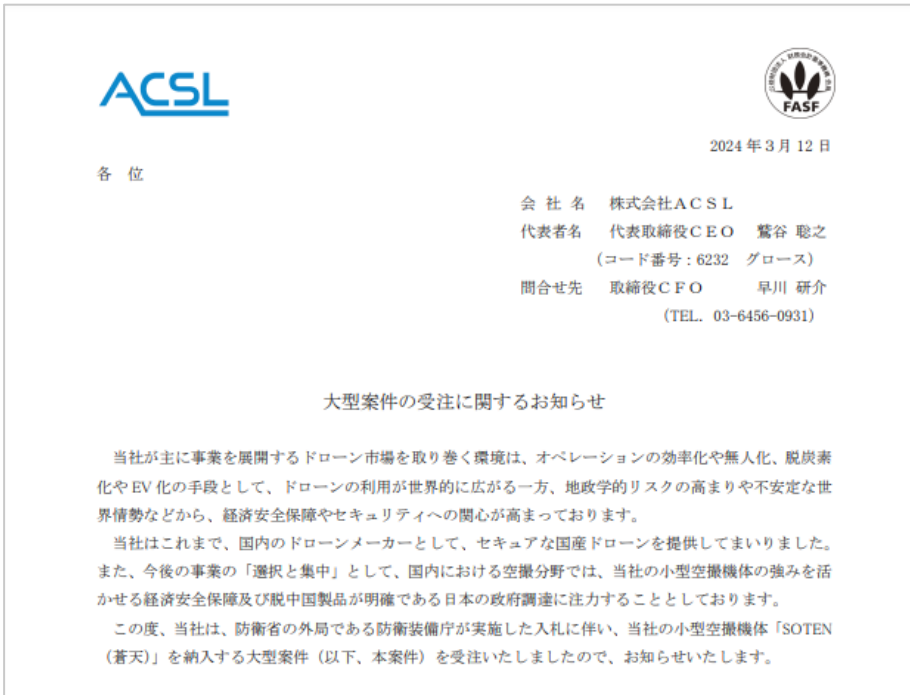 ACSL
FASF
2024年3月12日
各 位
会 社 名 株式会社ACSL
代表者名 代表取締役CEO 鷲谷 聡之
(コード番号:6232 グロース)
問合せ先 取締役CFO 早川 研介
(TEL. 03-6456-0931)
大型案件の受注に関するお知らせ
当社が主に事業を展開するドローン市場を取り巻く環境は、オペレーションの効率化や無人化、脱炭素
化やEV化の手段として、ドローンの利用が世界的に広がる一方、地政学的リスクの高まりや不安定な世
界情勢などから、経済安全保障やセキュリティへの関心が高まっております。
当社はこれまで、国内のドローンメーカーとして、セキュアな国産ドローンを提供してまいりました。
また、今後の事業の「選択と集中」として、国内における空撮分野では、当社の小型空撮機体の強みを活
かせる経済安全保障及び脱中国製品が明確である日本の政府調達に注力することとしております。
この度、当社は、防衛省の外局である防衛装備庁が実施した入札に伴い、当社の小型空撮機体「SOTEN
(蒼天)」を納入する大型案件(以下、本案件)を受注いたしましたので、お知らせいたします。